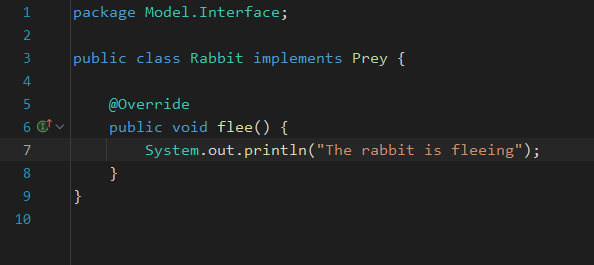 1 package Model.Interface;
2
3 public class Rabbit implements Prey {
4
5     @Override
6     public void flee() {
7         System.out.println("The rabbit is fleeing");
8     }
9 }
10